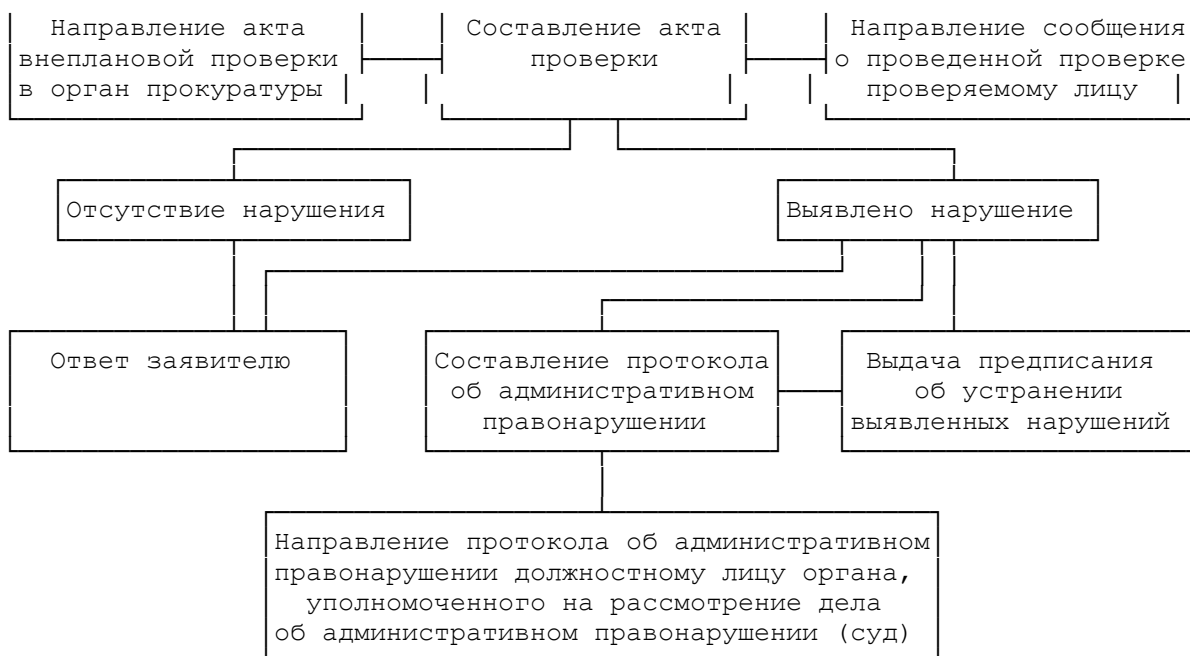 Направление акта
внеплановой проверки
в орган прокуратуры
Составление акта
проверки
Направление сообщения
о проведенной проверке
проверяемому лицу
Отсутствие нарушения
Выявлено нарушение
Ответ заявителю
Составление протокола
об административном
правонарушении
Выдача предписания
об устранении
выявленных нарушений
Направление протокола об административном
правонарушении должностному лицу органа,
уполномоченного на рассмотрение дела
об административном правонарушении (суд)